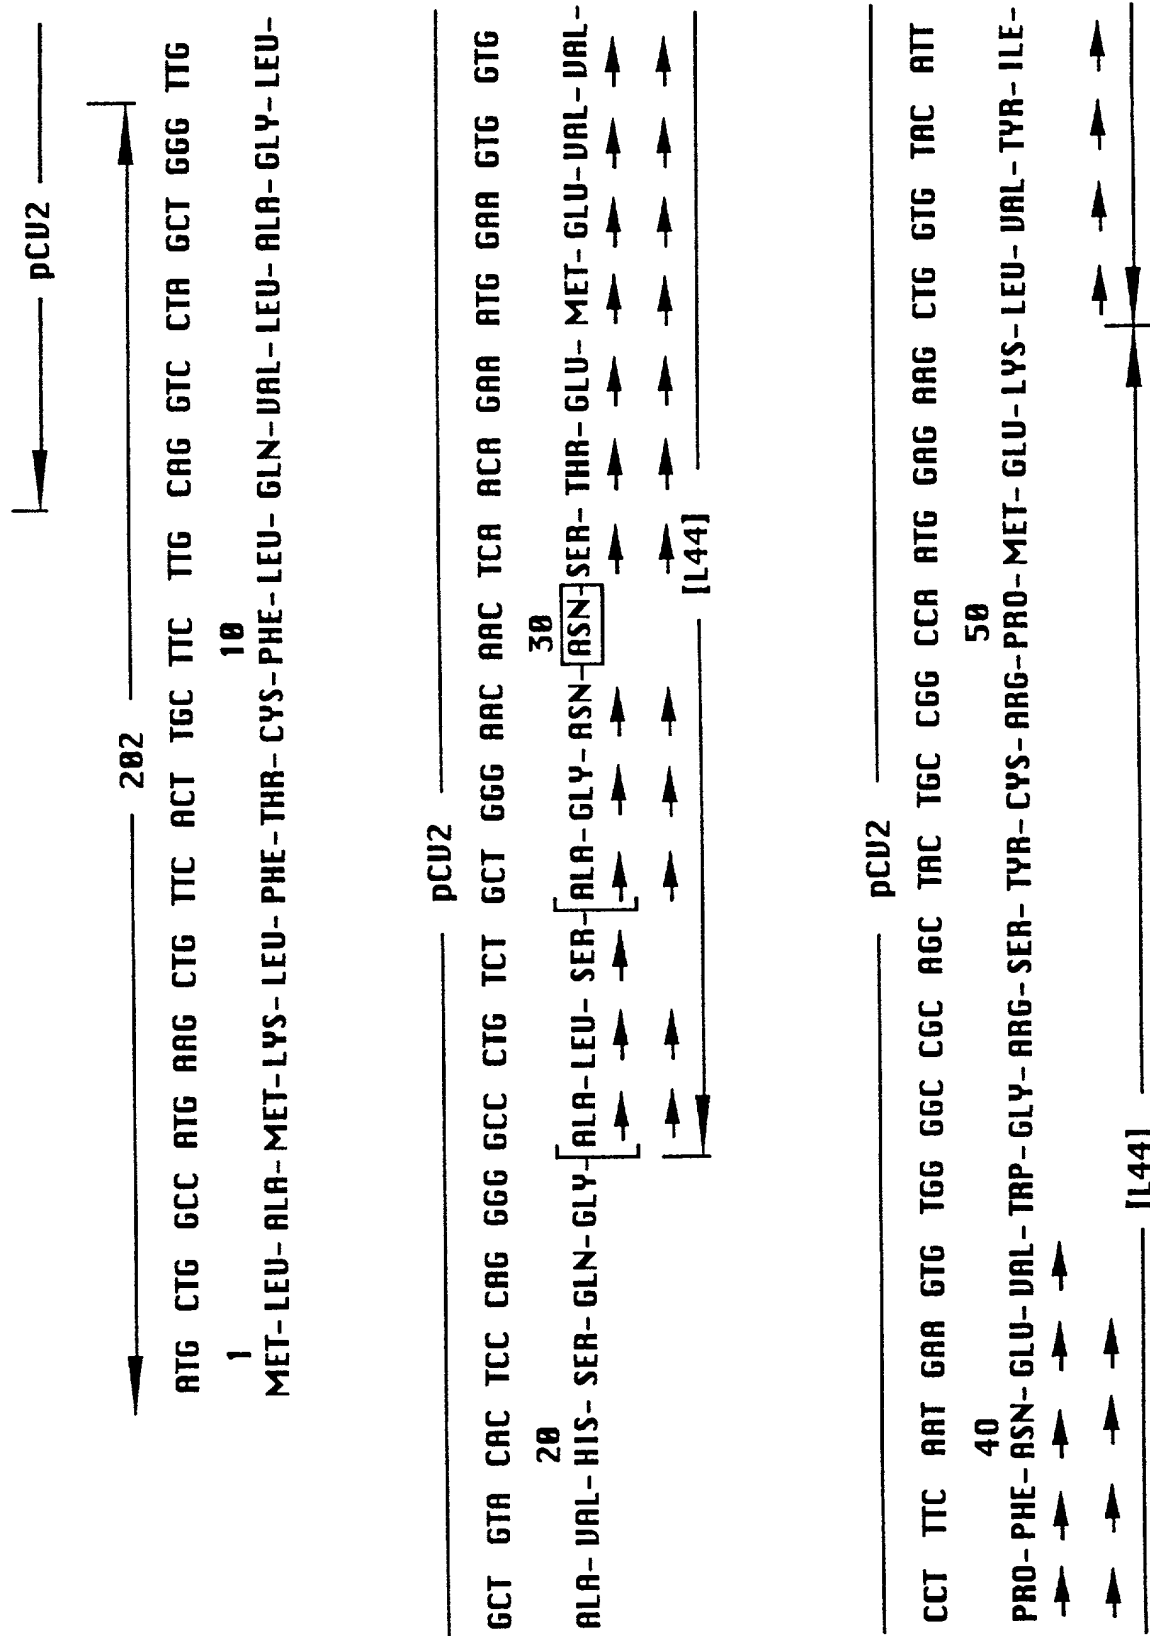 pCV2
202
ATG CTG GCC ATG AAG CTG TTC ACT TGC TTC TTG CAG GTC CTA GCT GGG TTG
1 10
MET-LEU-ALA-MET-LYS-LEU-PHE-THR-CYS-PHE-LEU-GLN-VAL-LEU-ALA-GLY-LEU-
pCV2
GCT GTA CAC TCC CAG GGG GCC CTG TCT GCT GGG AAC AAC TCA ACA GAA ATG GAA GTG GTG
20 30
ALA-VAL-HIS-SER-GLN-GLY-ALA-LEU-SER-ALA-GLY-ASN-ASN-SER-THR-GLU-MET-GLU-VAL-VAL-
[L44]
pCV2
CCT TTC AAT GAA GTG TGG GGC CGC AGC TAC TGC CGG CCA ATG GAG AAG CTG GTG TAC ATT
40 50
PRO-PHE-ASN-GLU-VAL-TRP-GLY-ARG-SER-TYR-CYS-ARG-PRO-MET-GLU-LYS-LEU-VAL-TYR-ILE-
[L44]